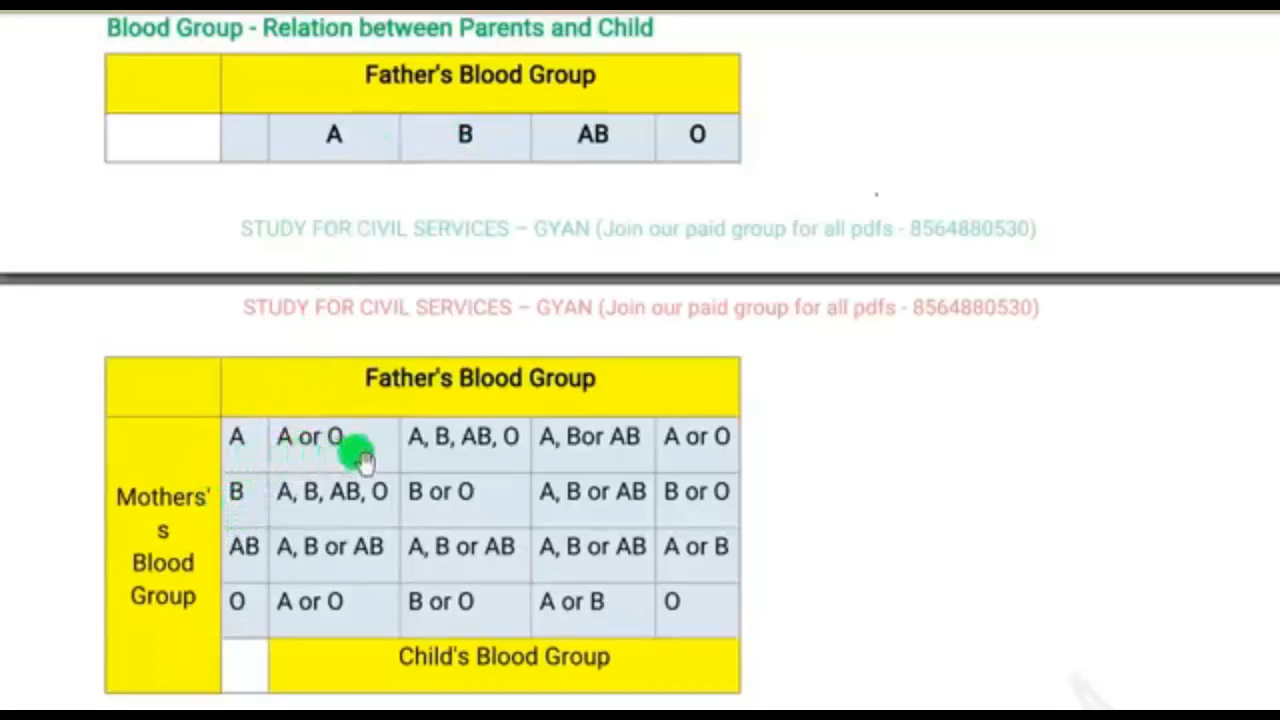 Blood Group - Relation between Parents and Child
Father's Blood Group
A B AB O
STUDY FOR CIVIL SERVICES – GYAN (Join our paid group for all pdfs - 8564880530)
STUDY FOR CIVIL SERVICES – GYAN (Join our paid group for all pdfs - 8564880530)
Father's Blood Group
Mothers'
s
Blood
Group
A A or O A, B, AB, O A, Bor AB A or O
B A, B, AB, O B or O A, B or AB B or O
AB A, B or AB A, B or AB A, B or AB A or B
O A or O B or O A or B O
Child's Blood Group